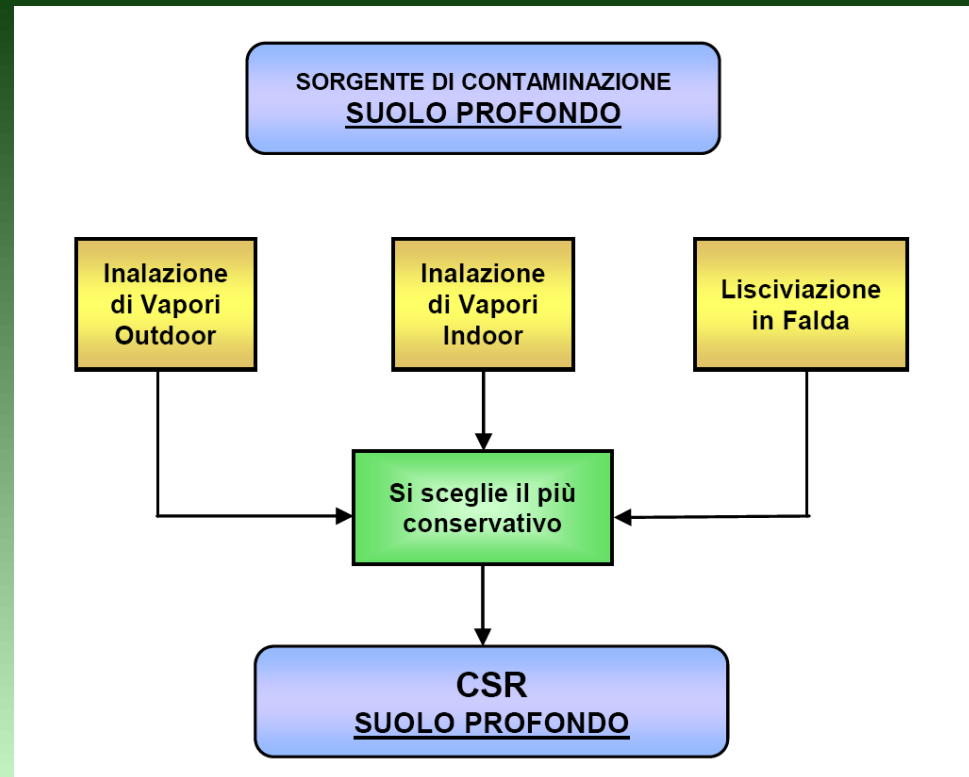 SORGENTE DI CONTAMINAZIONE
SUOLO PROFONDO
Inalazione
di Vapori
Outdoor
Inalazione
di Vapori
Indoor
Lisciviazione
in Falda
Si sceglie il più
conservativo
CSR
SUOLO PROFONDO